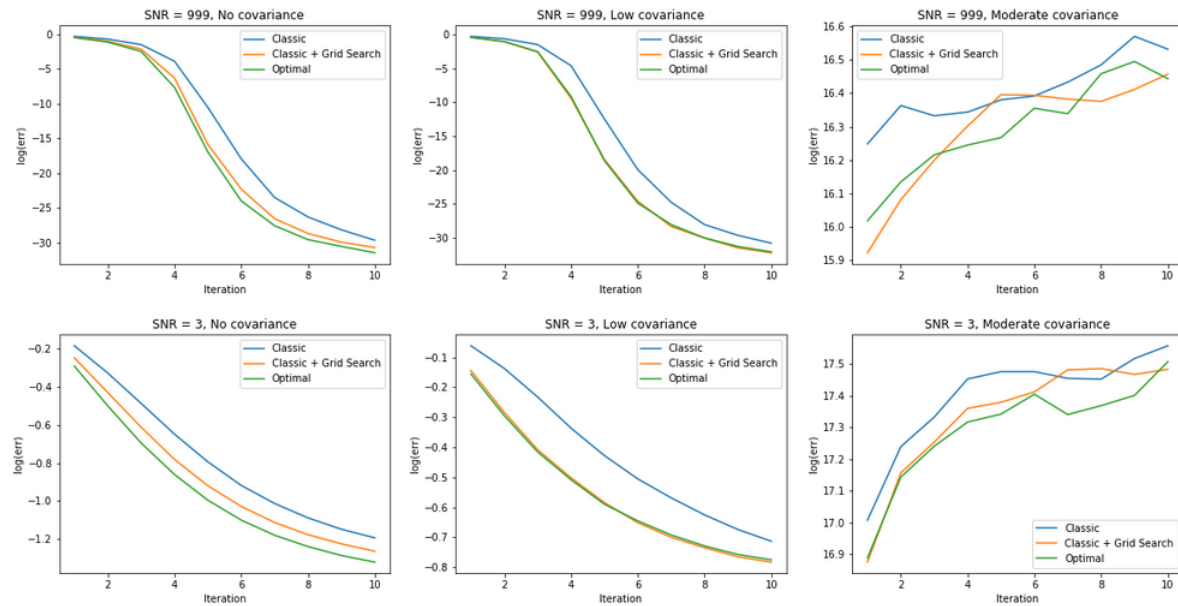 SNR = 999, No covariance
0
−5
−10
−15
−20
−25
−30
log(err)
Classic
Classic + Grid Search
Optimal
2
4
6
8
10
Iteration
SNR = 999, Low covariance
0
−5
−10
−15
−20
−25
−30
log(err)
Classic
Classic + Grid Search
Optimal
2
4
6
8
10
Iteration
SNR = 999, Moderate covariance
16.6
16.5
16.4
16.3
16.2
16.1
16.0
15.9
log(err)
Classic
Classic + Grid Search
Optimal
2
4
6
8
10
Iteration
SNR = 3, No covariance
−0.2
−0.4
−0.6
−0.8
−1.0
−1.2
log(err)
Classic
Classic + Grid Search
Optimal
2
4
6
8
10
Iteration
SNR = 3, Low covariance
−0.1
−0.2
−0.3
−0.4
−0.5
−0.6
−0.7
−0.8
log(err)
Classic
Classic + Grid Search
Optimal
2
4
6
8
10
Iteration
SNR = 3, Moderate covariance
17.5
17.4
17.3
17.2
17.1
17.0
16.9
log(err)
Classic
Classic + Grid Search
Optimal
2
4
6
8
10
Iteration